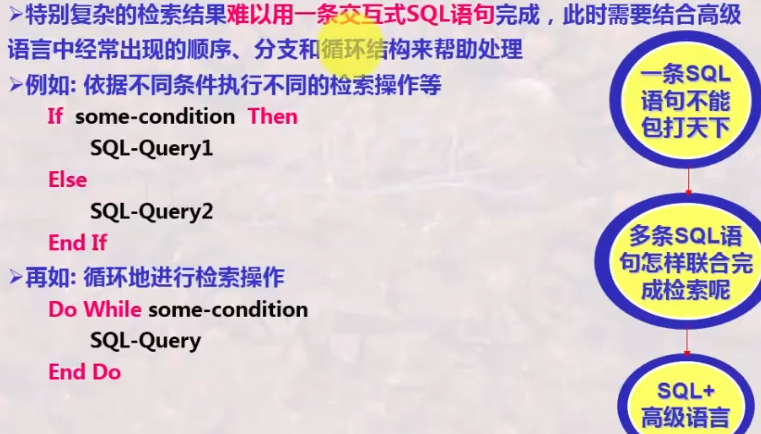 ➢特别复杂的检索结果难以用一条交互式SQL语句完成，此时需要结合高级
语言中经常出现的顺序、分支和循环结构来帮助处理
➢例如: 依据不同条件执行不同的检索操作等
If some-condition Then
SQL-Query1
Else
SQL-Query2
End If
➢再如: 循环地进行检索操作
Do While some-condition
SQL-Query
End Do
一条SQL
语句不能
包打天下
多条SQL语
句怎样联合完
成检索呢
SQL+
高级语言